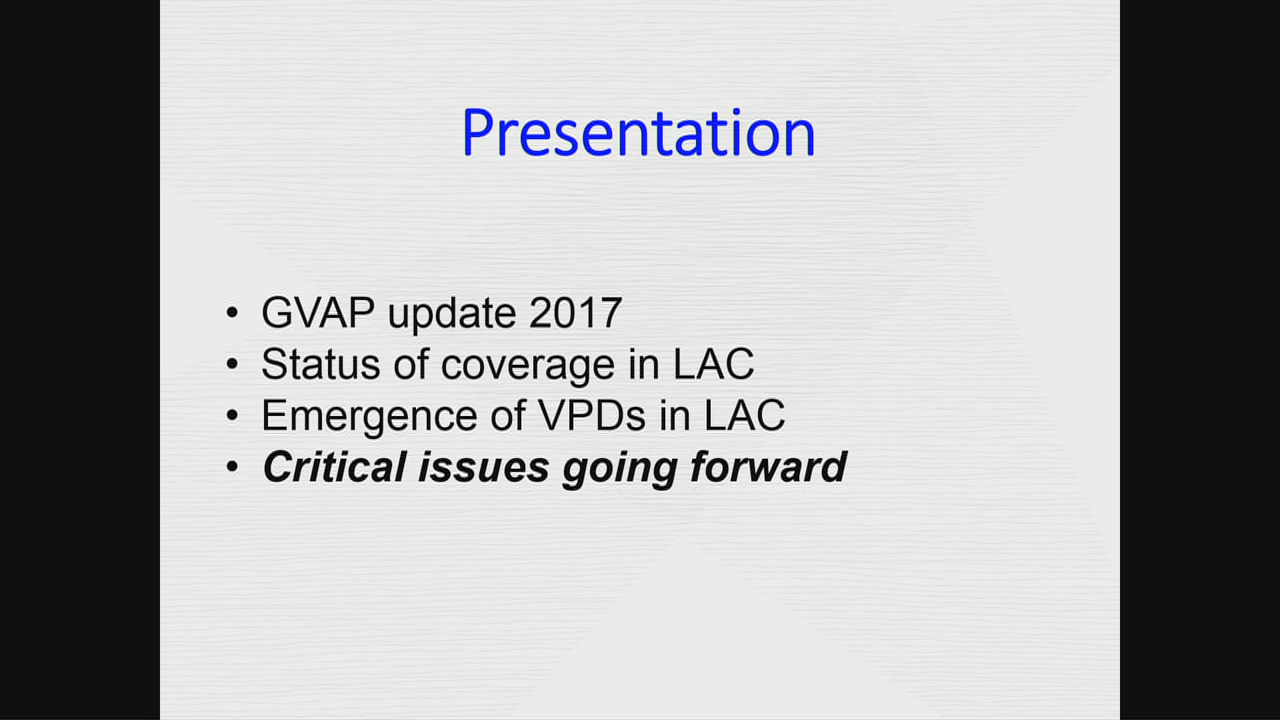 Presentation
• GVAP update 2017
• Status of coverage in LAC
• Emergence of VPDs in LAC
• Critical issues going forward